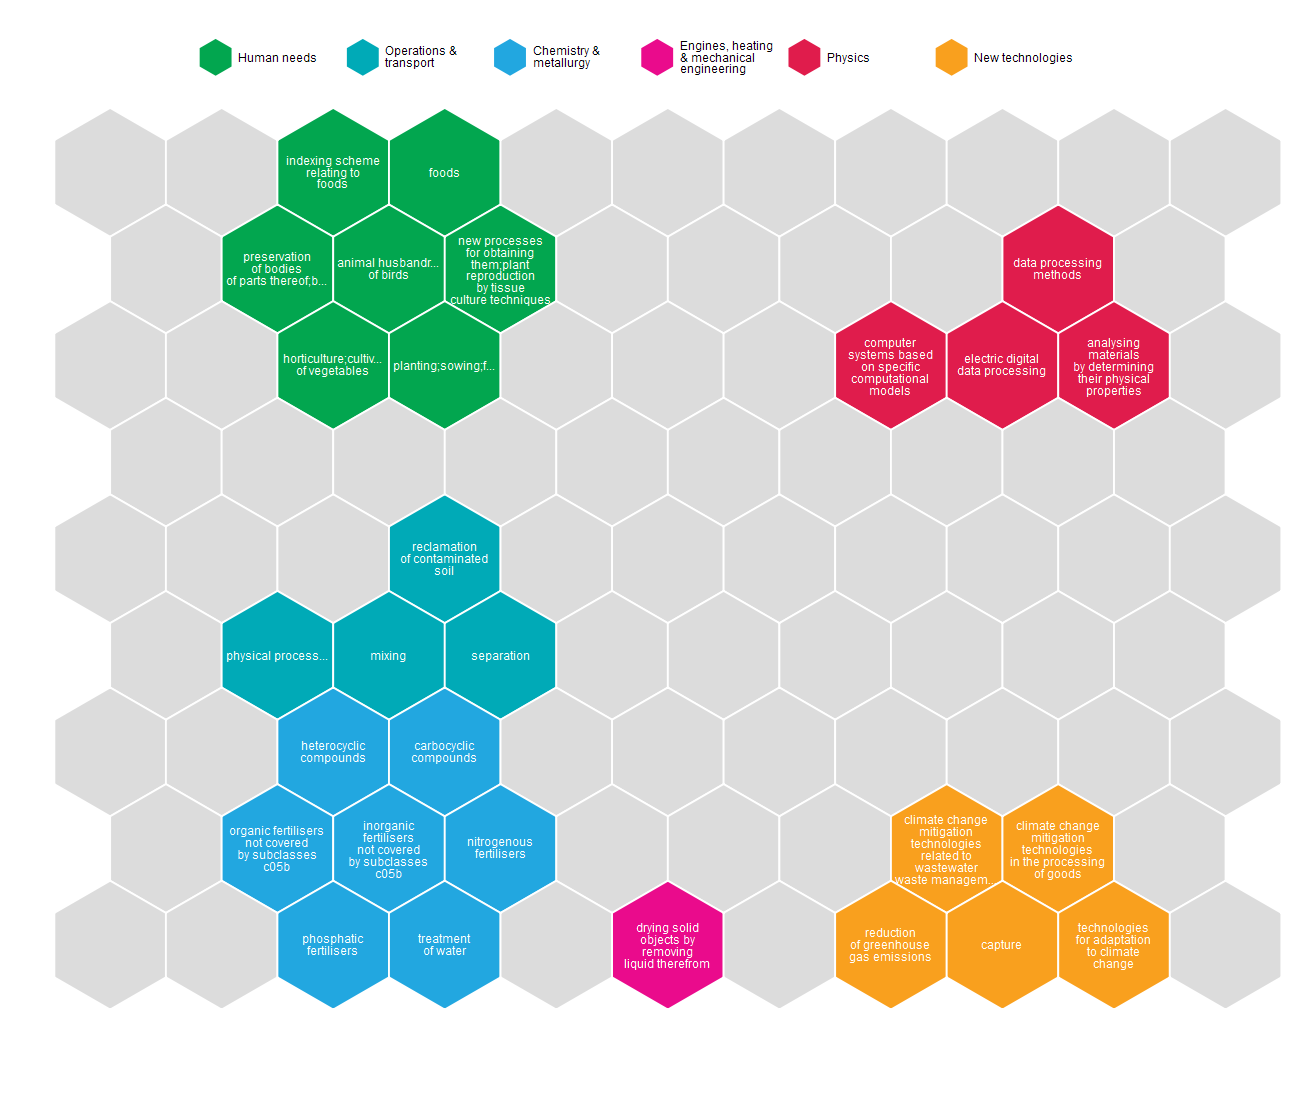 Human needs
Operations &
transport
Chemistry &
metallurgy
Engines, heating
& mechanical
engineering
Physics
New technologies
indexing scheme
relating to
foods
foods
preservation
of bodies
of parts thereof;b...
animal husbandr...
of birds
new processes
for obtaining
them;plant
reproduction
by tissue
culture techniques
data processing
methods
horticulture;cultiv...
of vegetables
planting;sowing;f...
computer
systems based
on specific
computational
models
electric digital
data processing
analysing
materials
by determining
their physical
properties
reclamation
of contaminated
soil
physical process...
mixing
separation
heterocyclic
compounds
carbocyclic
compounds
organic fertilisers
not covered
by subclasses
c05b
inorganic
fertilisers
not covered
by subclasses
c05b
nitrogenous
fertilisers
climate change
mitigation
technologies
related to
wastewater
waste managem...
climate change
mitigation
technologies
in the processing
of goods
phosphatic
fertilisers
treatment
of water
drying solid
objects by
removing
liquid therefrom
reduction
of greenhouse
gas emissions
capture
technologies
for adaptation
to climate
change